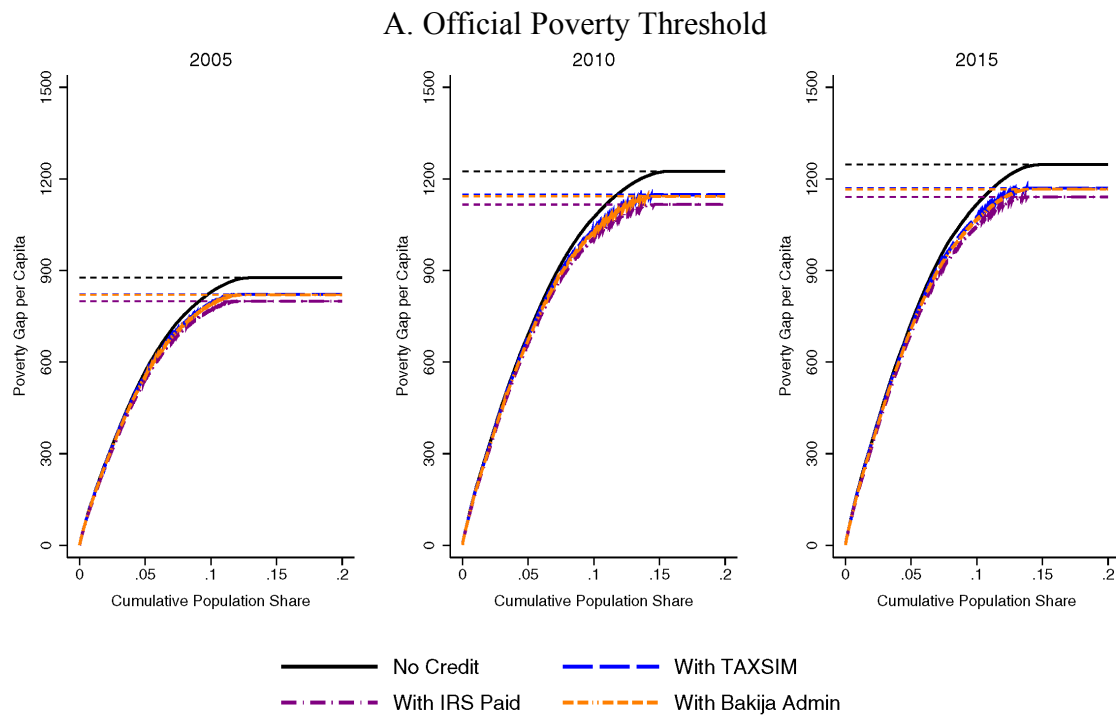 A. Official Poverty Threshold
2005
1500
1200
900
600
300
0
Poverty Gap per Capita
0 .05 .1 .15 .2
Cumulative Population Share
2010
1500
1200
900
600
300
0
Poverty Gap per Capita
0 .05 .1 .15 .2
Cumulative Population Share
2015
1500
1200
900
600
300
0
Poverty Gap per Capita
0 .05 .1 .15 .2
Cumulative Population Share
No Credit With TAXSIM
With IRS Paid With Bakija Admin